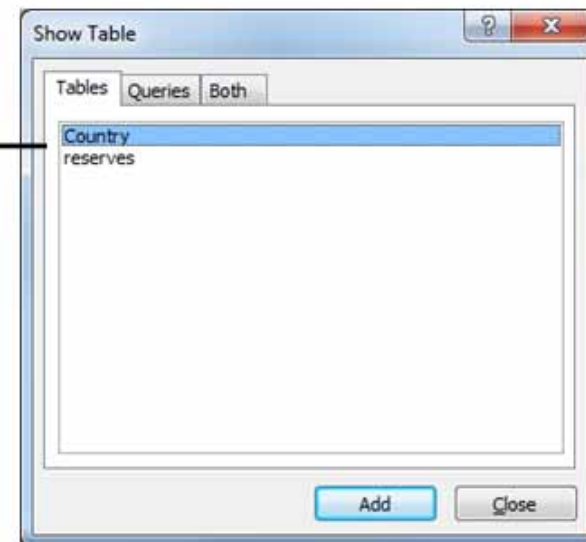 Show Table
Tables Queries Both
Country
reserves
Add Close